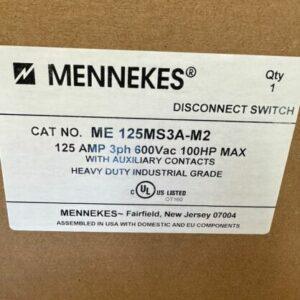 MENNEKES®
Qty
1
DISCONNECT SWITCH
CAT NO. ME 125MS3A-M2
125 AMP 3ph 600Vac 100HP MAX
WITH AUXILIARY CONTACTS
HEAVY DUTY INDUSTRIAL GRADE
C UL US LISTED
MENNEKES~ Fairfield, New Jersey 07004
ASSEMBLED IN USA WITH DOMESTIC AND EU COMPONENTS